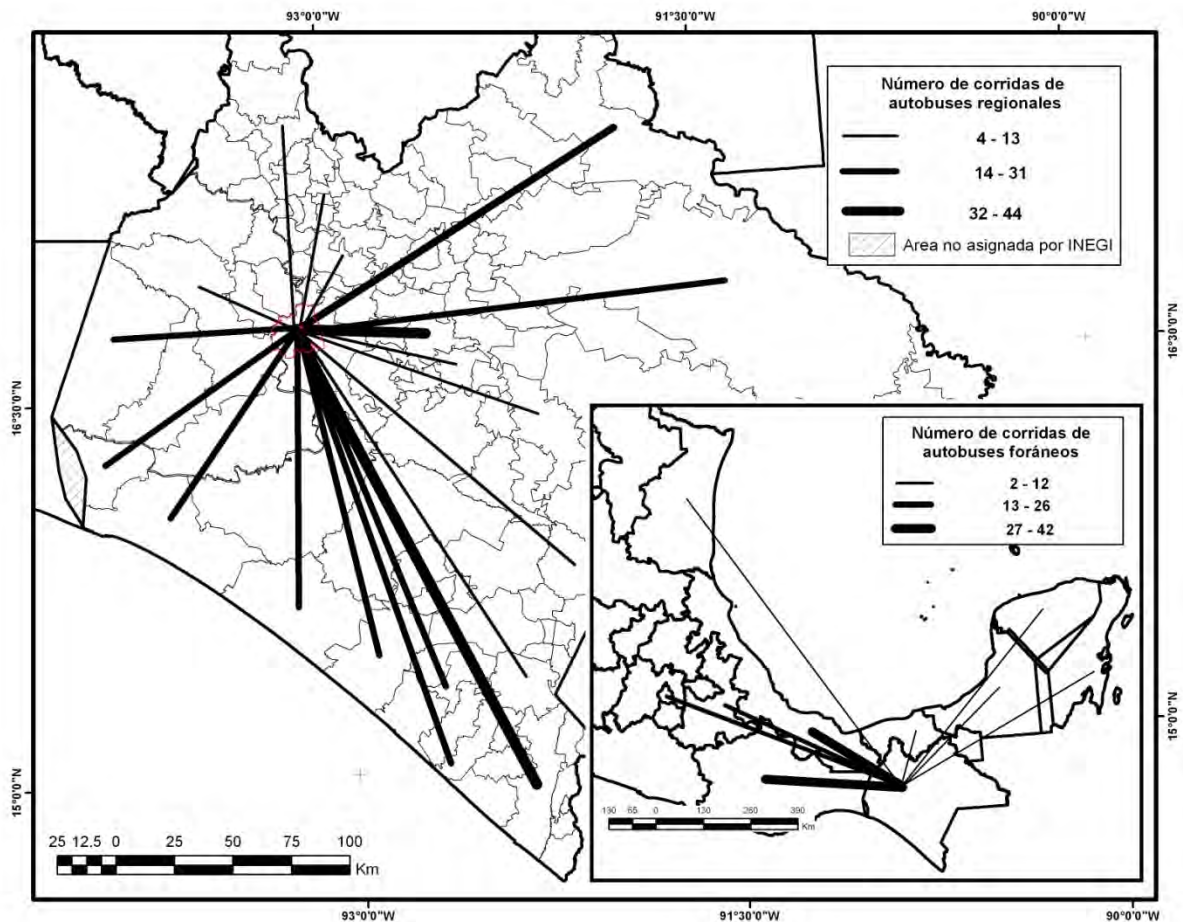 93°0'0"W
91°30'0"W
90°0'0"W
Número de corridas de
autobuses regionales
4 - 13
14 - 31
32 - 44
Area no asignada por INEGI
16°30'0"N
16°30'0"N
Número de corridas de
autobuses foráneos
2 - 12
13 - 26
27 - 42
15°0'0"N
15°0'0"N
190 65 0 130 260 390
Km
25 12.5 0 25 50 75 100
Km
93°0'0"W
91°30'0"W
90°0'0"W